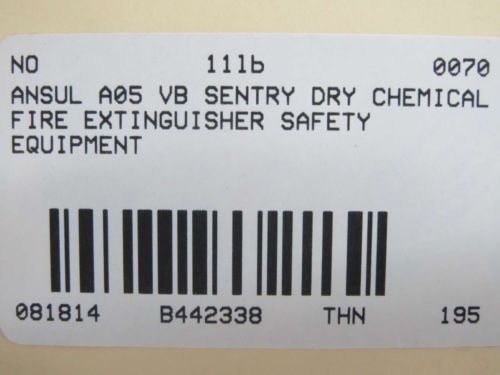 NO 11lb 0070
ANSUL A05 VB SENTRY DRY CHEMICAL
FIRE EXTINGUISHER SAFETY
EQUIPMENT
081814 B442338 THN 195